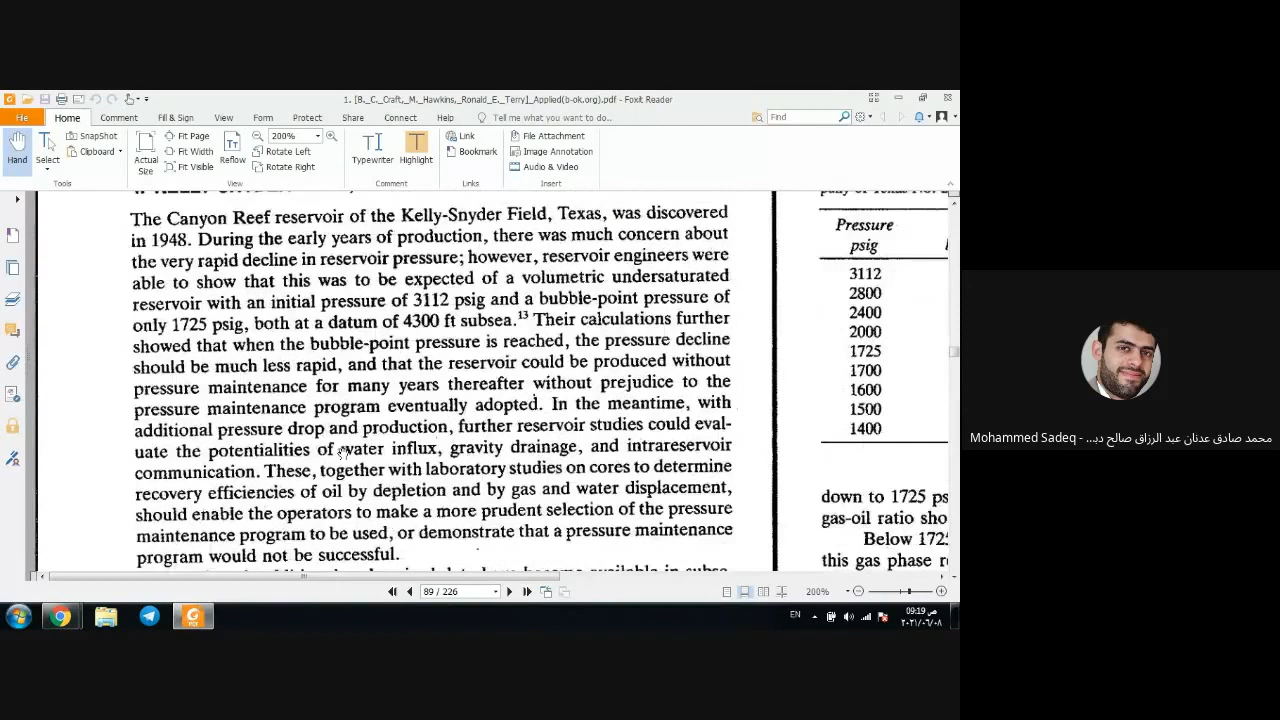 1. [B._C._Craft,_M._Hawkins,_Ronald_E._Terry]_Applied(b-ok.org).pdf - Foxit Reader
File Home Comment Fill & Sign View Form Protect Share Connect Help Tell me what you want to do.. Find
Hand
Select
SnapShot
Clipboard
Actual Size
Fit Page
Fit Width
Fit Visible
Reflow
200%
Rotate Left
Rotate Right
Typewriter
Highlight
Link
Bookmark
File Attachment
Image Annotation
Audio & Video
Tools View Comment Links Insert
The Canyon Reef reservoir of the Kelly-Snyder Field, Texas, was discovered
in 1948. During the early years of production, there was much concern about
the very rapid decline in reservoir pressure; however, reservoir engineers were
able to show that this was to be expected of a volumetric undersaturated
reservoir with an initial pressure of 3112 psig and a bubble-point pressure of
only 1725 psig, both at a datum of 4300 ft subsea.¹³ Their calculations further
showed that when the bubble-point pressure is reached, the pressure decline
should be much less rapid, and that the reservoir could be produced without
pressure maintenance for many years thereafter without prejudice to the
pressure maintenance program eventually adopted. In the meantime, with
additional pressure drop and production, further reservoir studies could eval-
uate the potentialities of water influx, gravity drainage, and intrareservoir
communication. These, together with laboratory studies on cores to determine
recovery efficiencies of oil by depletion and by gas and water displacement,
should enable the operators to make a more prudent selection of the pressure
maintenance program to be used, or demonstrate that a pressure maintenance
program would not be successful.
Pressure
psig
3112
2800
2400
2000
1725
1700
1600
1500
1400
down to 1725 ps
gas-oil ratio sho
Below 1725
this gas phase r
89 / 226
200%
EN
09:19 ص
٢٠٢١/٠٦/٠٨
Mohammed Sadeq - محمد صادق عدنان عبد الرزاق صالح دب...